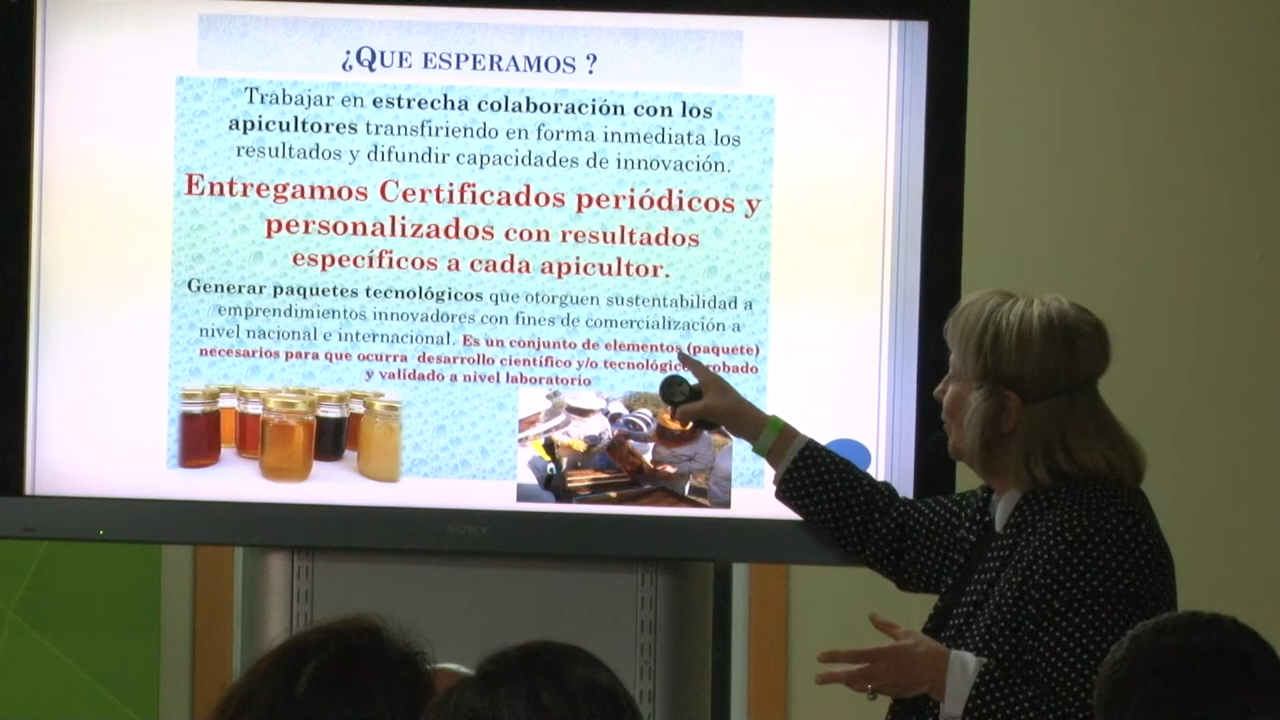 ¿QUE ESPERAMOS ?
Trabajar en estrecha colaboración con los
apicultores transfiriendo en forma inmediata los
resultados y difundir capacidades de innovación.
Entregamos Certificados periódicos y
personalizados con resultados
específicos a cada apicultor.
Generar paquetes tecnológicos que otorguen sustentabilidad a
emprendimientos innovadores con fines de comercialización a
nivel nacional e internacional. Es un conjunto de elementos (paquete)
necesarios para que ocurra desarrollo científico y/o
y validado a nivel laboratorio
SONY